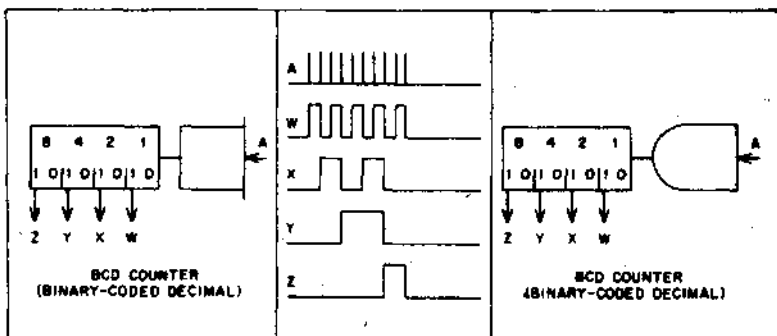 8 4 2 1
1 0 1 0 1 0 1 0
A
Z Y X W
BCD COUNTER
(BINARY-CODED DECIMAL)
A
W
X
Y
Z
8 4 2 1
1 0 1 0 1 0 1 0
A
Z Y X W
BCD COUNTER
(BINARY-CODED DECIMAL)